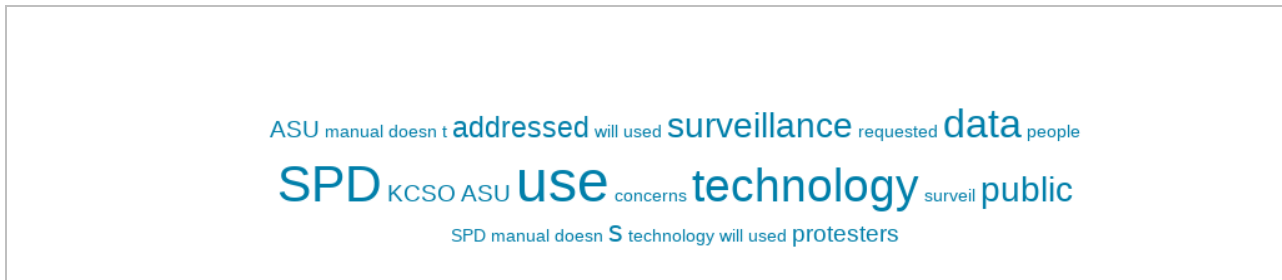 ASU manual doesn t addressed will used surveillance requested data people
SPD KCSO ASU use concerns technology surveil public
SPD manual doesn s technology will used protesters